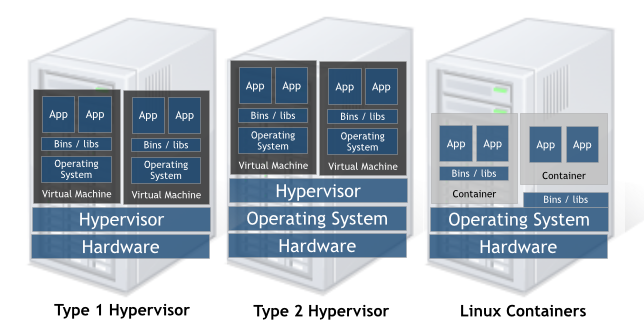 App App
Bins / libs
Operating
System
Virtual Machine
App App
Bins / libs
Operating
System
Virtual Machine
Hypervisor
Hardware
Type 1 Hypervisor
App App
Bins / libs
Operating
System
Virtual Machine
App App
Bins / libs
Operating
System
Virtual Machine
Hypervisor
Operating System
Hardware
Type 2 Hypervisor
App App
Bins / libs
Container
App App
Container
Bins / libs
Operating System
Hardware
Linux Containers